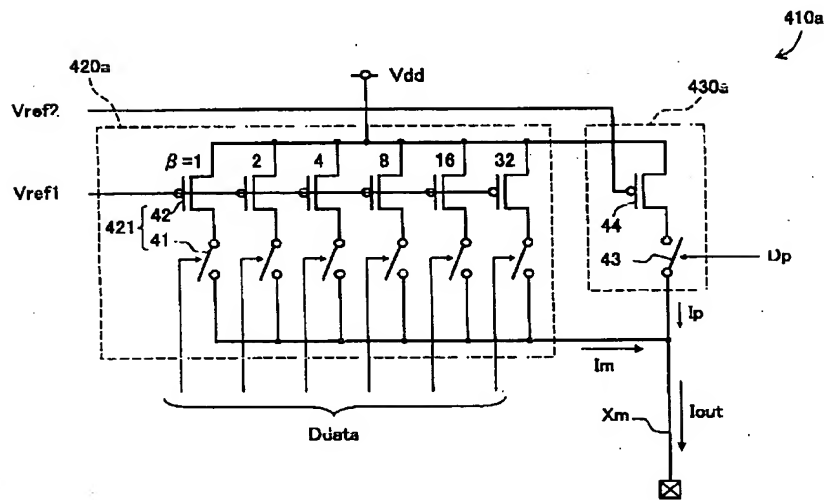 410a
420a
Vdd
430a
Vref2
β=1 2 4 8 16 32
Vref1
42
421
41
44
43
Dp
Ip
Im
Ddata
Xm
Iout